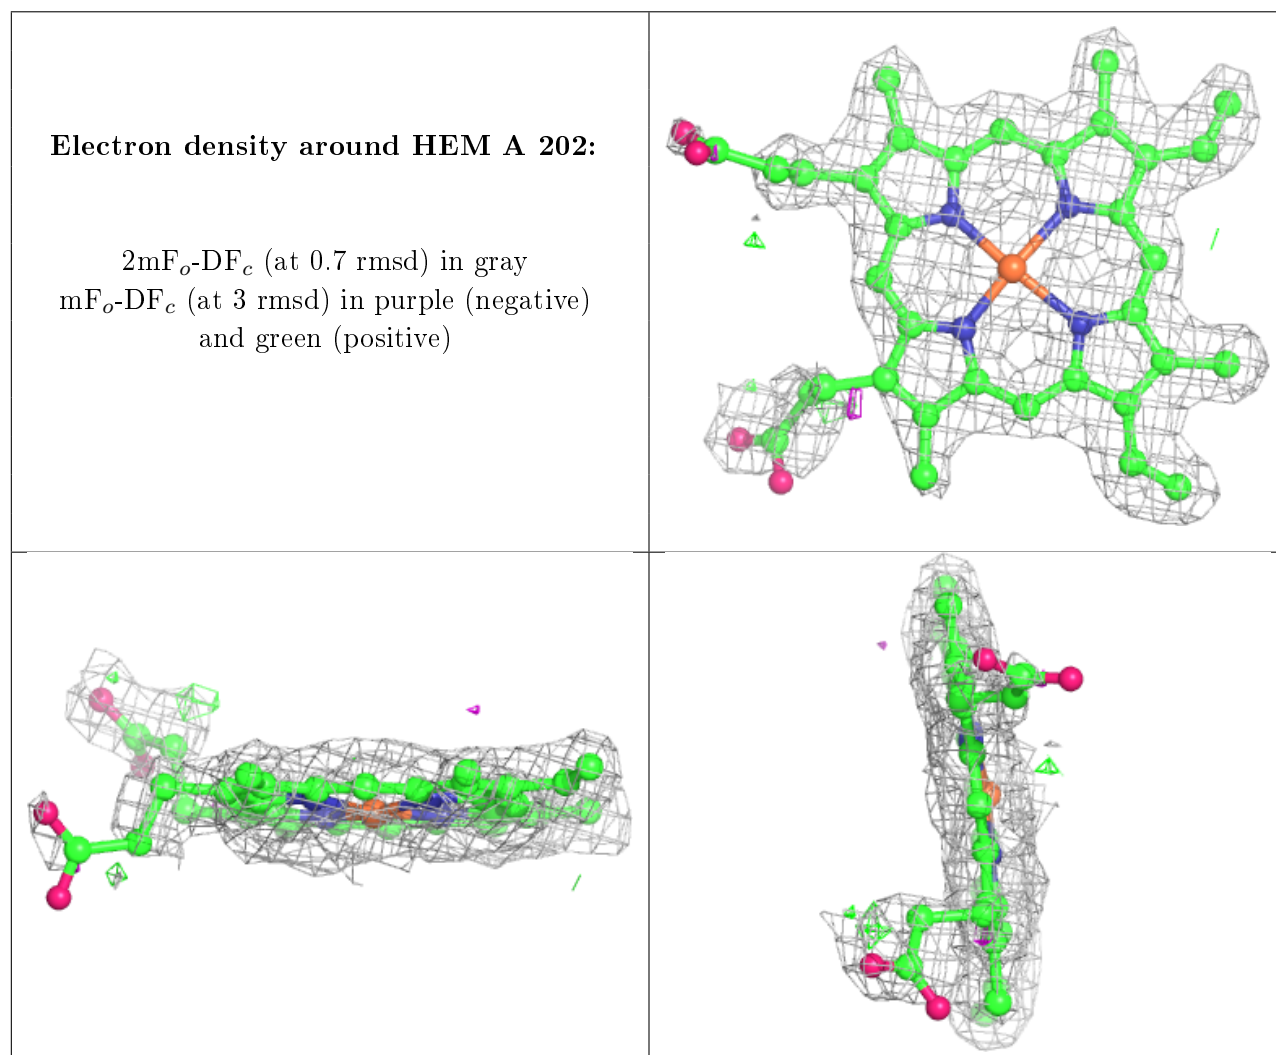 Electron density around HEM A 202:
2mFo-DFc (at 0.7 rmsd) in gray
mFo-DFc (at 3 rmsd) in purple (negative)
and green (positive)